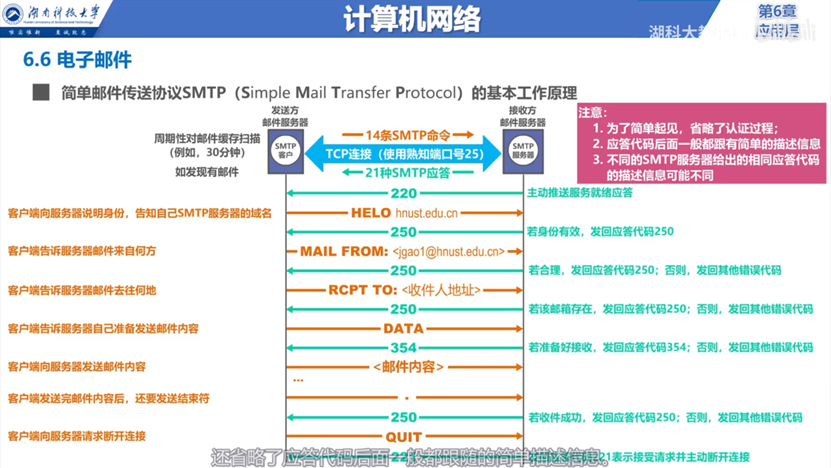 湖南科技大学
Hunan University of Science and Technology
唯实惟新 至诚致志
计算机网络
第6章
应用层
湖科大教
6.6 电子邮件
简单邮件传送协议SMTP（Simple Mail Transfer Protocol）的基本工作原理
发送方
邮件服务器
接收方
邮件服务器
周期性对邮件缓存扫描
（例如，30分钟）
如发现有邮件
SMTP
客户
14条SMTP命令
TCP连接（使用熟知端口号25）
21种SMTP应答
SMTP
服务器
注意：
1. 为了简单起见，省略了认证过程；
2. 应答代码后面一般都跟有简单的描述信息
3. 不同的SMTP服务器给出的相同应答代码
的描述信息可能不同
220
主动推送服务就绪应答
客户端向服务器说明身份，告知自己SMTP服务器的域名
HELO hnust.edu.cn
250
若身份有效，发回应答代码250
客户端告诉服务器邮件来自何方
MAIL FROM: <jgao1@hnust.edu.cn>
250
若合理，发回应答代码250；否则，发回其他错误代码
客户端告诉服务器邮件去往何地
RCPT TO: <收件人地址>
250
若该邮箱存在，发回应答代码250；否则，发回其他错误代码
客户端告诉服务器自己准备发送邮件内容
DATA
354
若准备好接收，发回应答代码354；否则，发回其他错误代码
客户端向服务器发送邮件内容
<邮件内容>
…
客户端发送完邮件内容后，还要发送结束符
.
250
若收件成功，发回应答代码250；否则，发回其他错误代码
客户端向服务器请求断开连接
QUIT
22
21表示接受请求并主动断开连接
还省略了应答代码后面一般都跟随的简单描述信息。